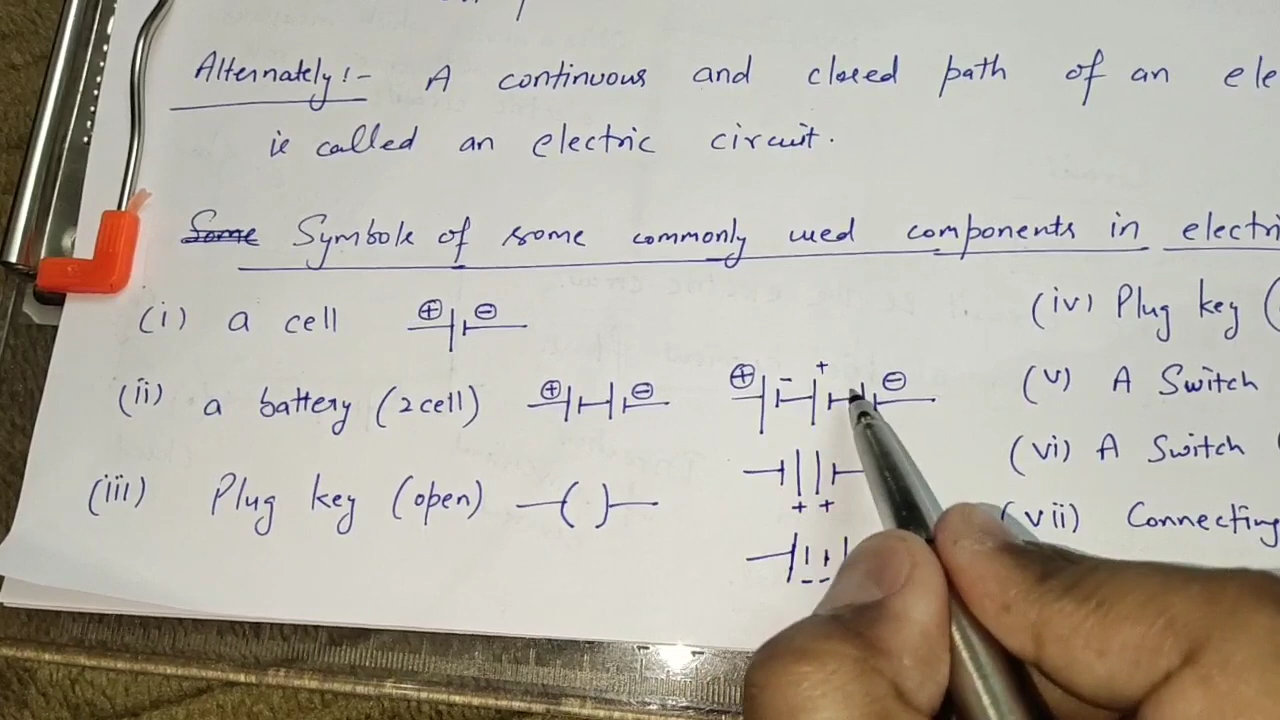 Alternately :- A continuous and closed path of an ele
is called an electric circuit.
Some Symbols of some commonly used components in electri
(i) a cell ⊕ ⊖
(ii) a battery (2cell) ⊕ ⊖ ⊕ - + ⊖
+ +
(iii) Plug key (open)
- -
(iv) Plug key (
(v) A Switch
(vi) A Switch (
(vii) Connecting